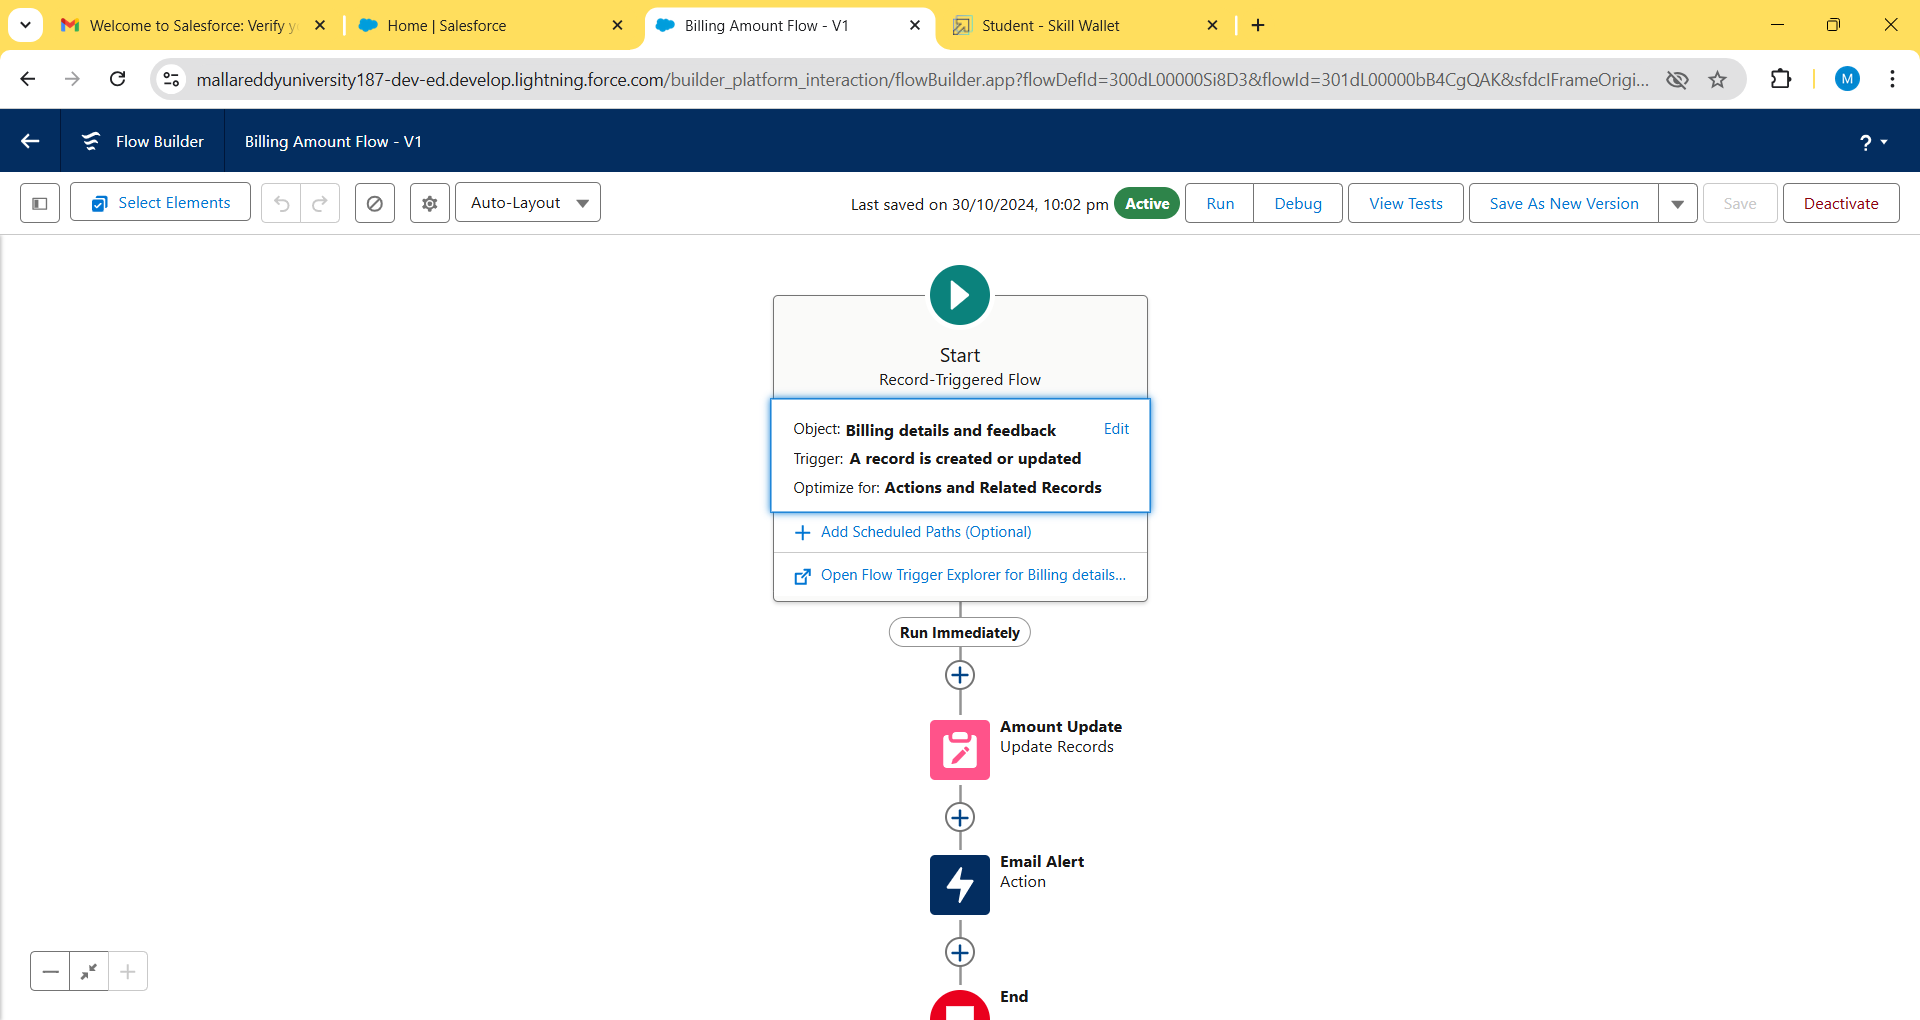 Welcome to Salesforce: Verify y
Home | Salesforce
Billing Amount Flow - V1
Student - Skill Wallet
mallareddyuniversity187-dev-ed.develop.lightning.force.com/builder_platform_interaction/flowBuilder.app?flowDefId=300dL00000Si8D3&flowId=301dL00000bB4CgQAK&sfdcIFrameOrigi...
M
Flow Builder
Billing Amount Flow - V1
?
Select Elements
Auto-Layout
Last saved on 30/10/2024, 10:02 pm
Active
Run
Debug
View Tests
Save As New Version
Save
Deactivate
Start
Record-Triggered Flow
Object: Billing details and feedback
Edit
Trigger: A record is created or updated
Optimize for: Actions and Related Records
Add Scheduled Paths (Optional)
Open Flow Trigger Explorer for Billing details...
Run Immediately
Amount Update
Update Records
Email Alert
Action
End